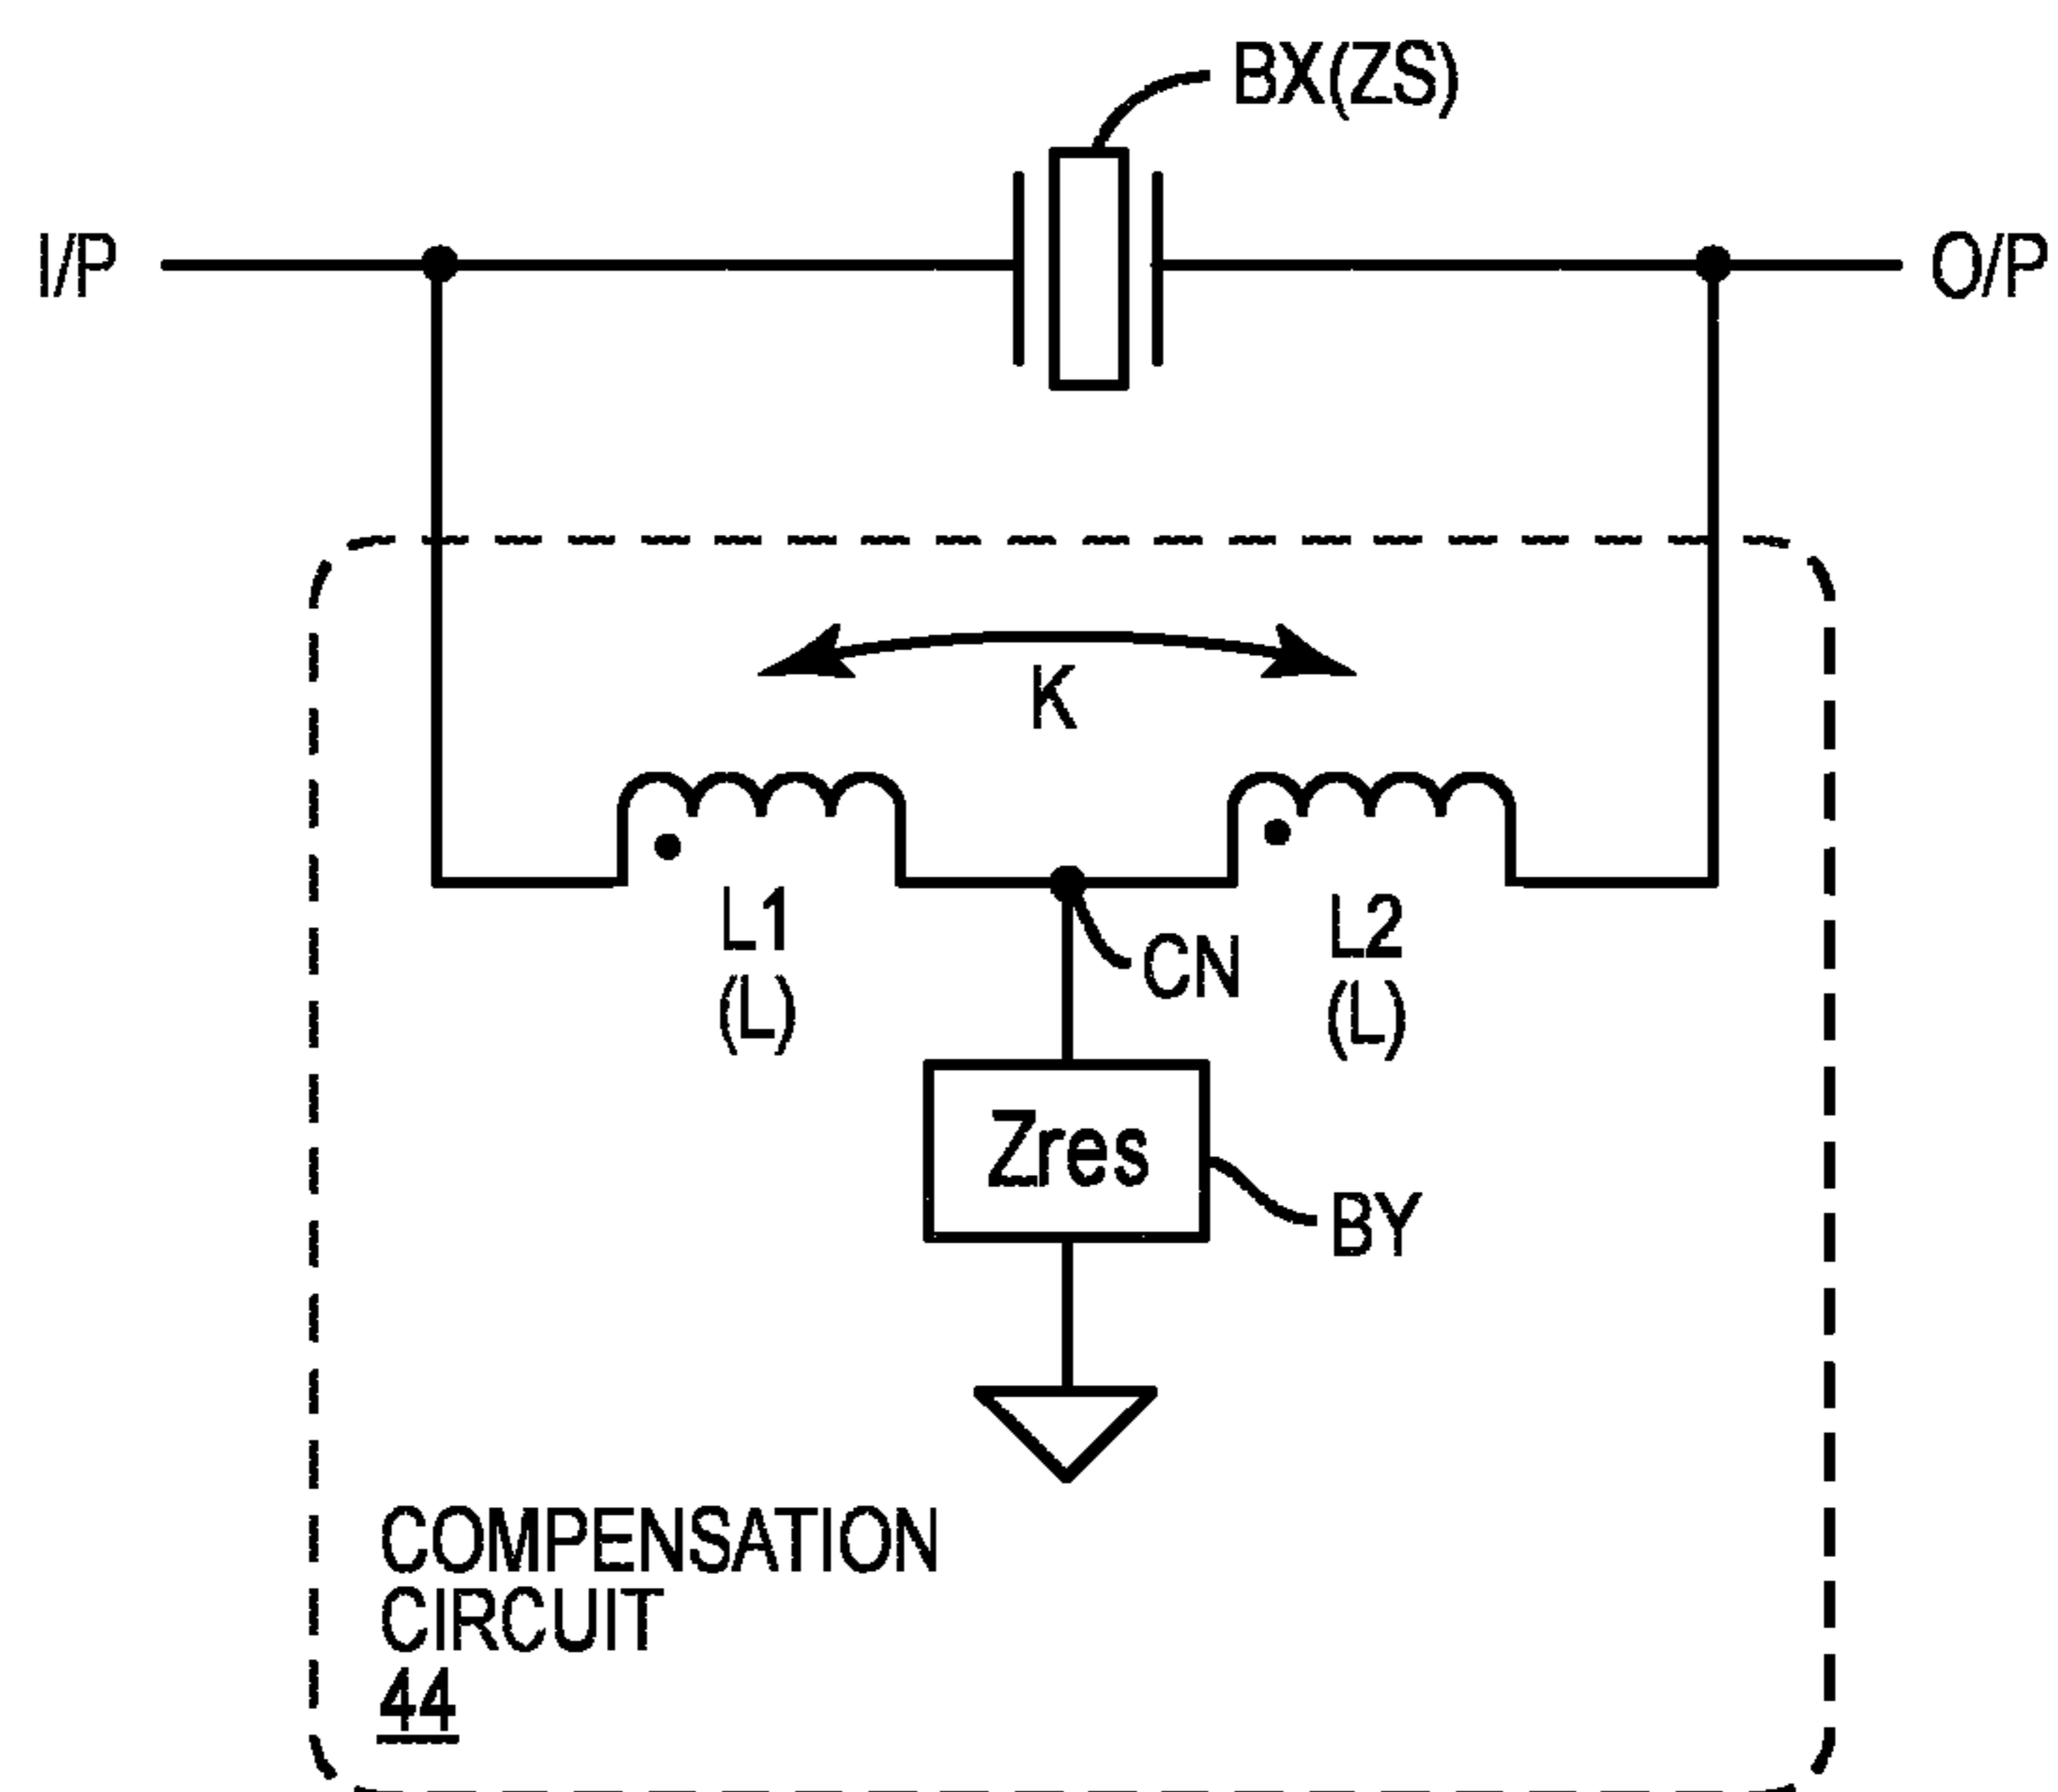 BX(ZS)
I/P
O/P
K
L1
(L)
L2
(L)
CN
Zres
BY
COMPENSATION
CIRCUIT
44